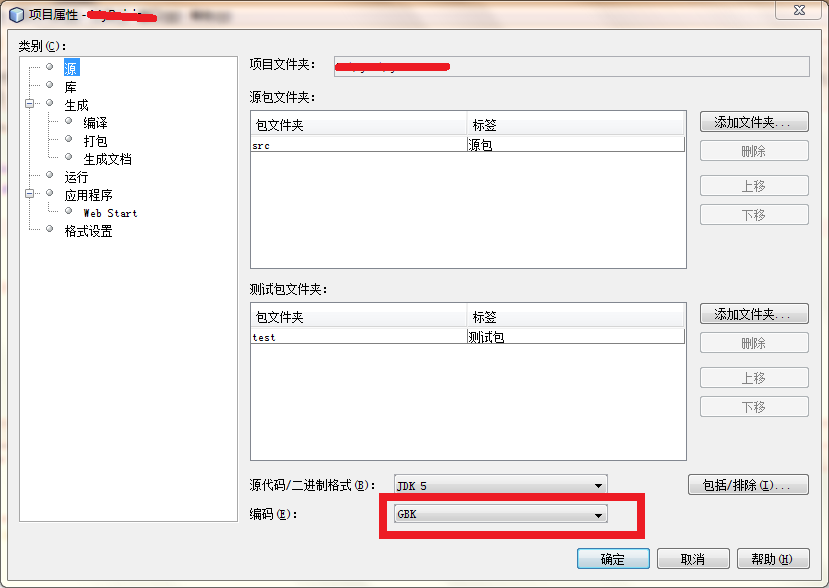 项目属性 -
类别(C):
源
库
生成
编译
打包
生成文档
运行
应用程序
Web Start
格式设置
项目文件夹:
源包文件夹:
包文件夹 标签
src 源包
添加文件夹...
删除
上移
下移
测试包文件夹:
包文件夹 标签
test 测试包
添加文件夹...
删除
上移
下移
源代码/二进制格式(B): JDK 5 包括/排除(I)...
编码(E): GBK
确定 取消 帮助(H)